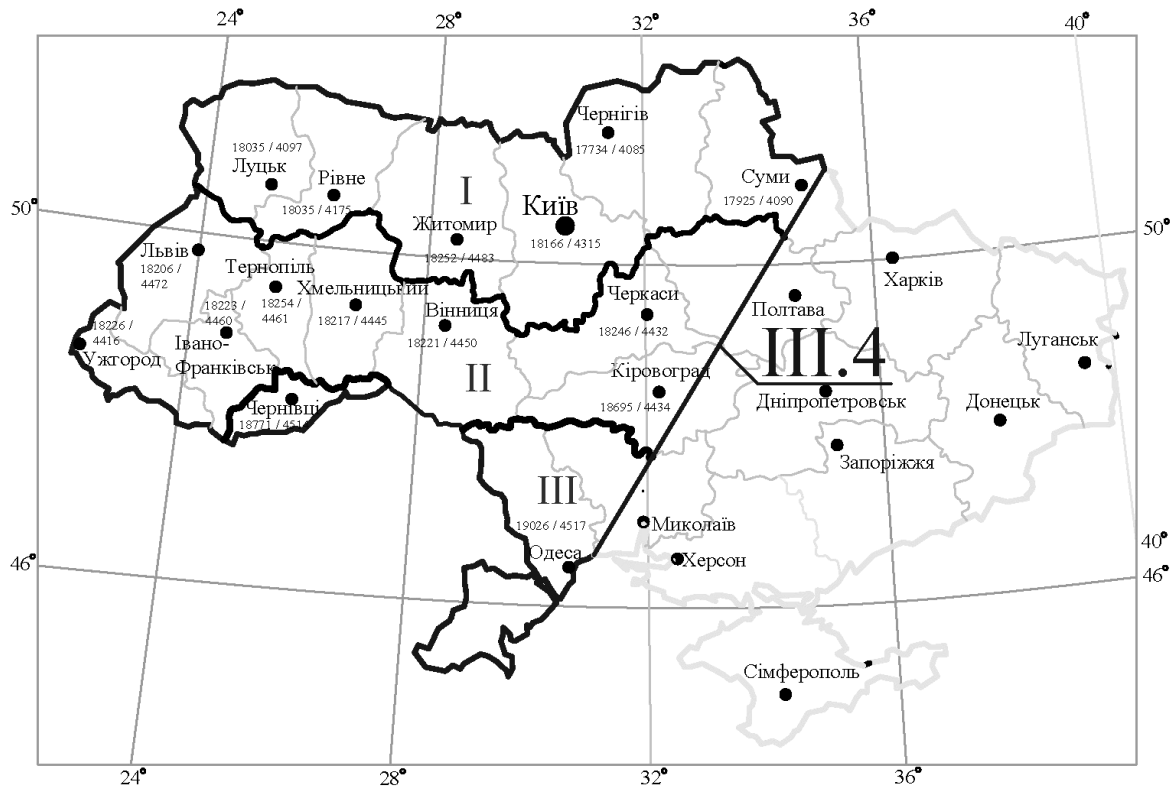 24°
28°
32°
36°
40°
Чернігів
17734 / 4085
18035 / 4097
Луцьк
Рівне
18035 / 4175
I
Суми
17925 / 4090
50°
Київ
18166 / 4315
Житомир
18252 / 4483
50°
Львів
18206 /
4472
Тернопіль
18254 /
4461
Хмельницький
18217 / 4445
Харків
Черкаси
18246 / 4432
Полтава
18223 /
4460
Вінниця
18221 / 4450
18226 /
4416
Ужгород
Івано-
Франківськ
II
III.4
Луганськ
Кіровоград
18695 / 4434
Дніпропетровськ
Донецьк
Чернівці
18771 /
Запоріжжя
III
19026 / 4517
Миколаїв
Одеса
Херсон
46°
40°
46°
Сімферополь
24°
28°
32°
36°